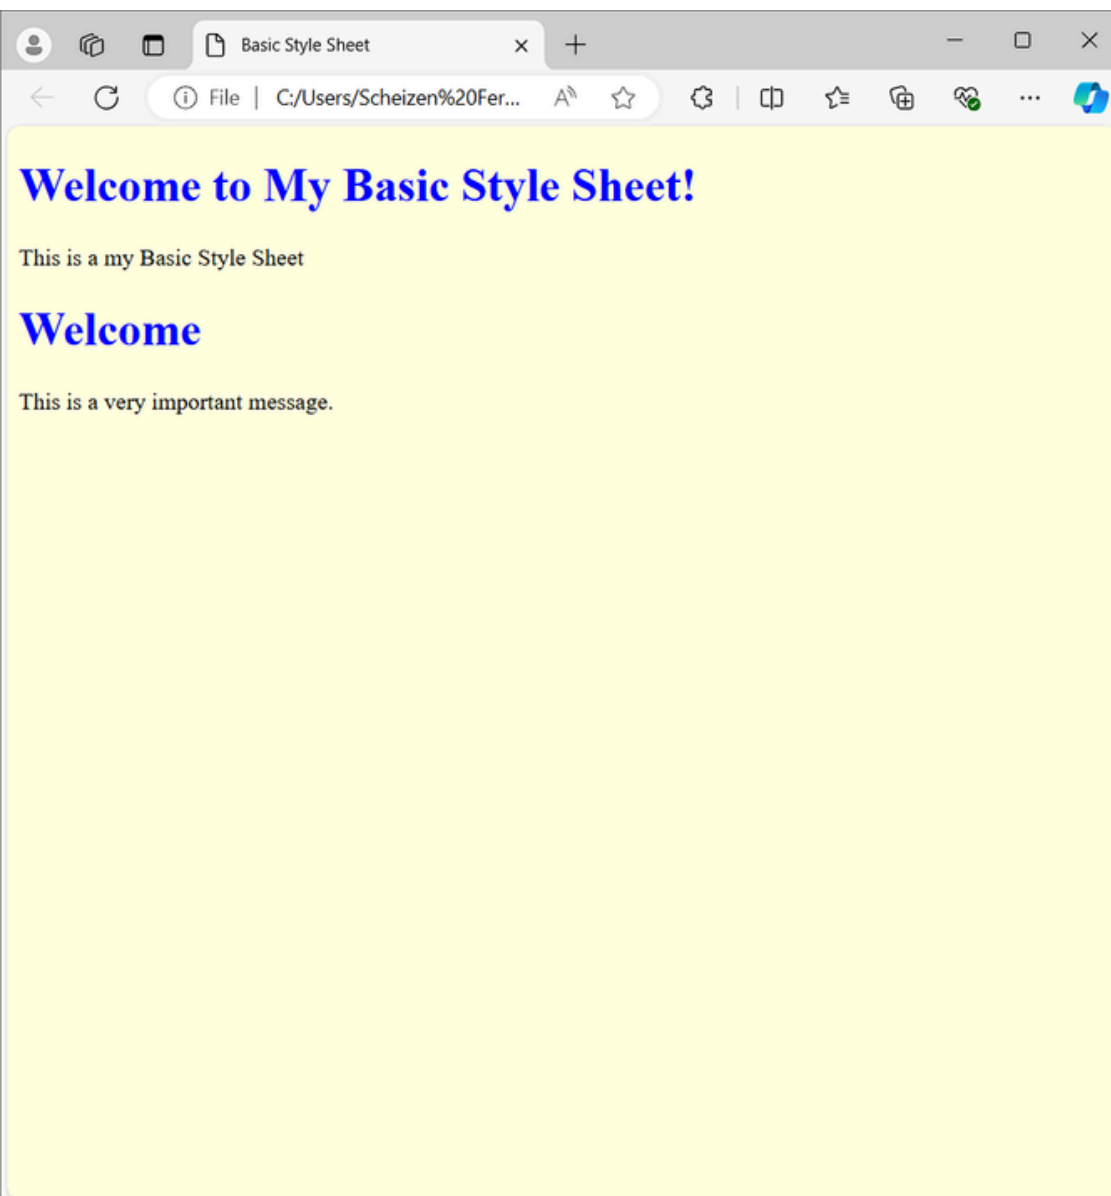 Basic Style Sheet
File | C:/Users/Scheizen%20Fer...
Welcome to My Basic Style Sheet!
This is a my Basic Style Sheet
Welcome
This is a very important message.